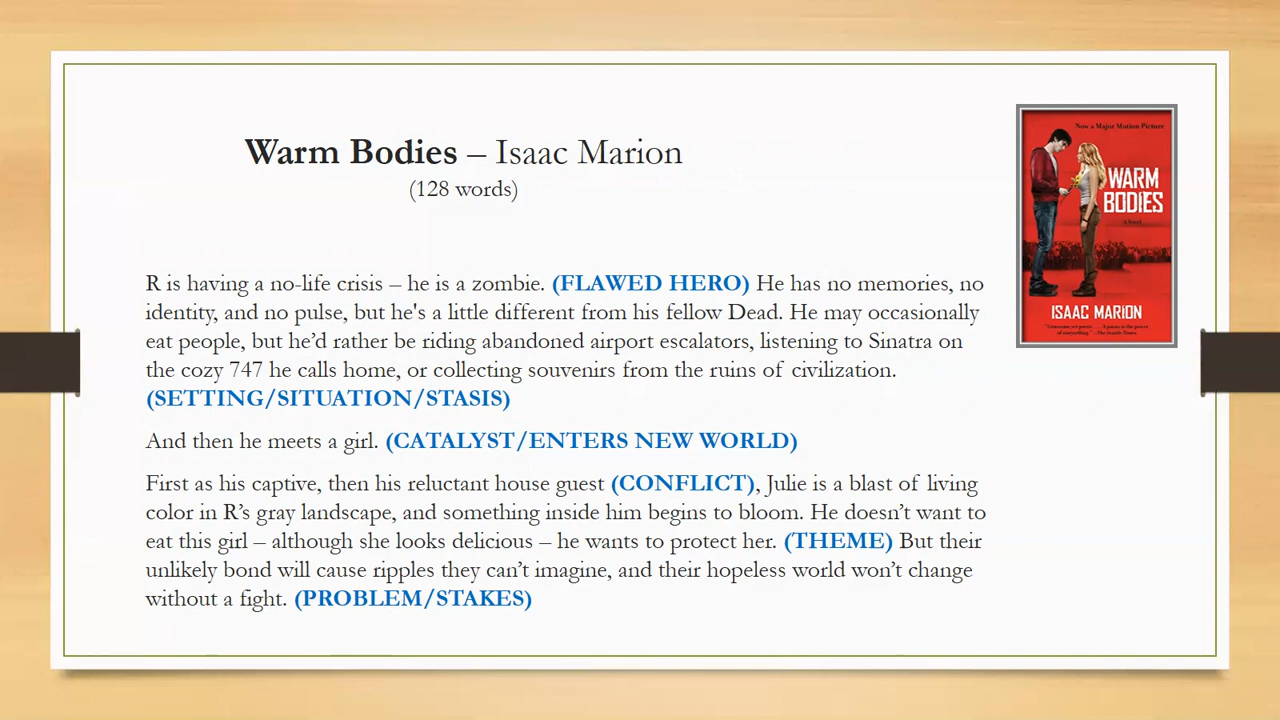 Warm Bodies – Isaac Marion
(128 words)
Now a Major Motion Picture
WARM
BODIES
ISAAC MARION
R is having a no-life crisis – he is a zombie. (FLAWED HERO) He has no memories, no
identity, and no pulse, but he's a little different from his fellow Dead. He may occasionally
eat people, but he’d rather be riding abandoned airport escalators, listening to Sinatra on
the cozy 747 he calls home, or collecting souvenirs from the ruins of civilization.
(SETTING/SITUATION/STASIS)
And then he meets a girl. (CATALYST/ENTERS NEW WORLD)
First as his captive, then his reluctant house guest (CONFLICT), Julie is a blast of living
color in R’s gray landscape, and something inside him begins to bloom. He doesn’t want to
eat this girl – although she looks delicious – he wants to protect her. (THEME) But their
unlikely bond will cause ripples they can’t imagine, and their hopeless world won’t change
without a fight. (PROBLEM/STAKES)